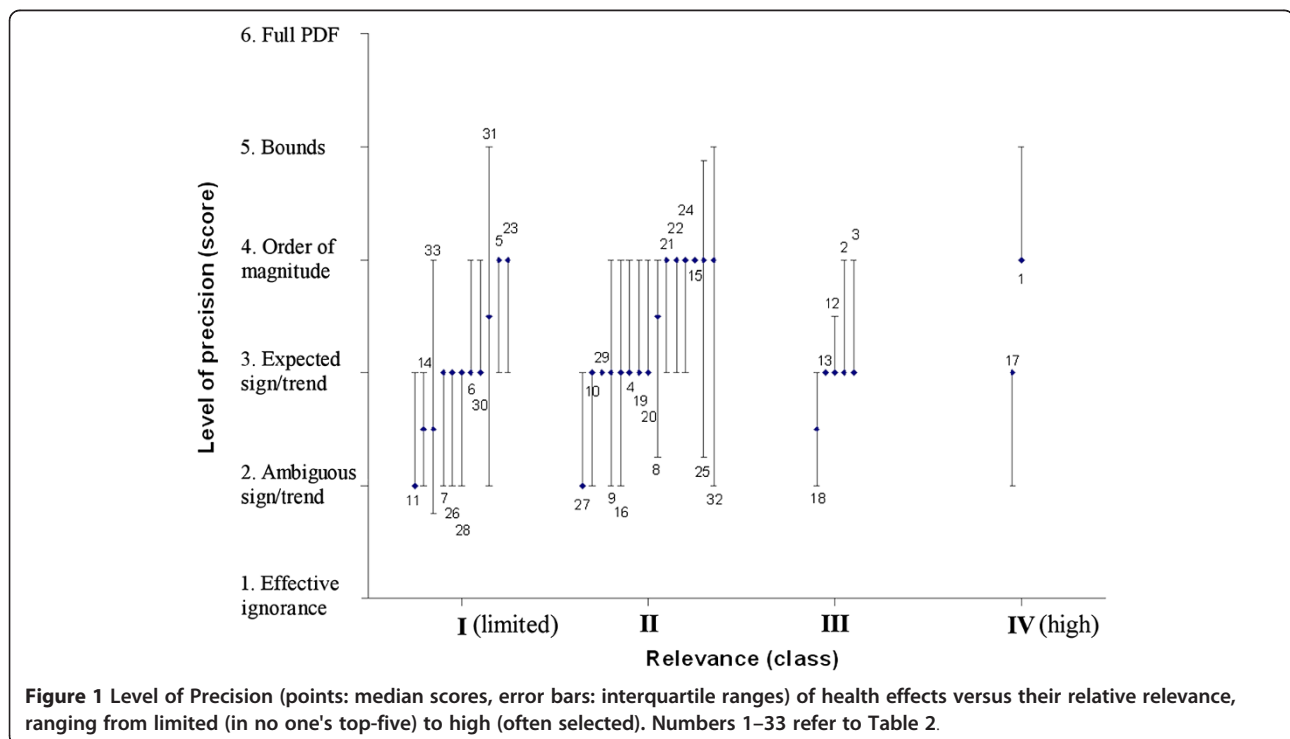 6. Full PDF
5. Bounds
4. Order of
magnitude
3. Expected
sign/trend
2. Ambiguous
sign/trend
1. Effective
ignorance
Level of precision (score)
31
33
5
23
14
6
30
11
7
26
28
24
22
21
15
29
10
4
19
20
8
25
27
9
16
32
3
2
12
13
18
1
17
I (limited)
II
III
IV (high)
Relevance (class)
Figure 1 Level of Precision (points: median scores, error bars: interquartile ranges) of health effects versus their relative relevance,
ranging from limited (in no one's top-five) to high (often selected). Numbers 1–33 refer to Table 2.